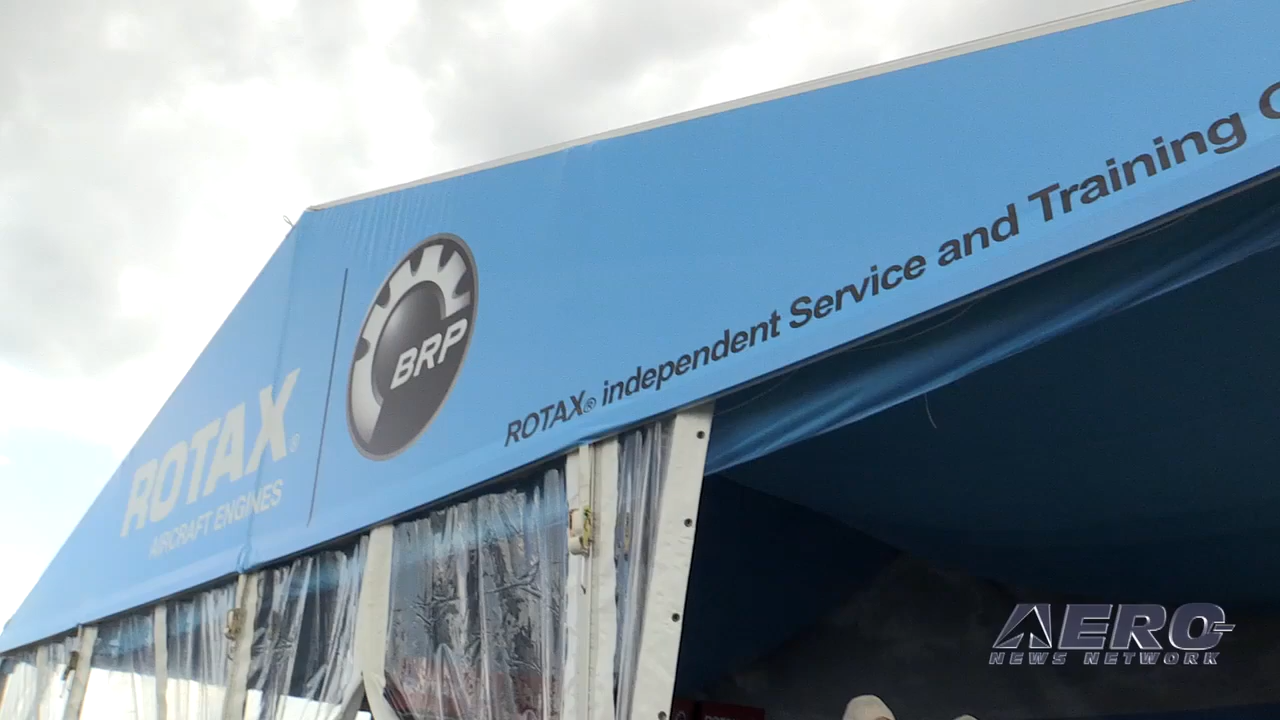 ROTAX®
AIRCRAFT ENGINES
BRP
ROTAX® independent Service and Training
AERO
NEWS NETWORK